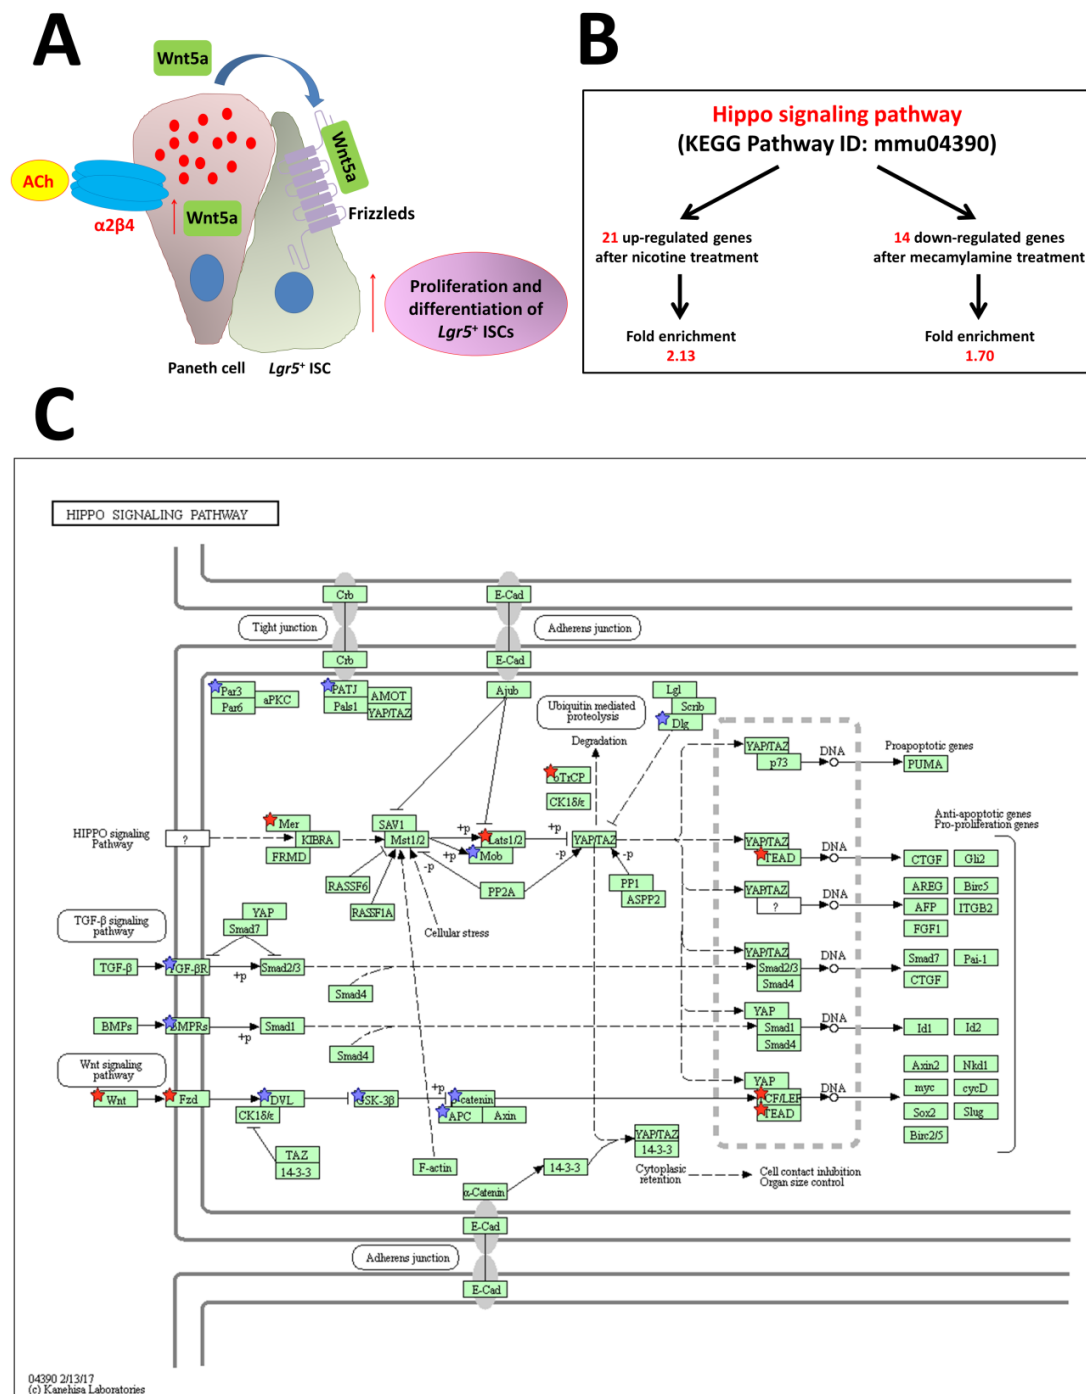 A
Wnt5a
Wnt5a
ACh
α2β4
Wnt5a
Frizzleds
Proliferation and
differentiation of
Lgr5+ ISCs
Paneth cell
Lgr5+ ISC
B
Hippo signaling pathway
(KEGG Pathway ID: mmu04390)
21 up-regulated genes
after nicotine treatment
14 down-regulated genes
after mecamylamine treatment
Fold enrichment
2.13
Fold enrichment
1.70
C
HIPPO SIGNALING PATHWAY
Crb
E-Cad
Tight junction
Adherens junction
Crb
E-Cad
Par3
Par6
aPKC
PATJ
Pals1
AMOT
YAP/TAZ
Ajub
Ubiquitin mediated
proteolysis
Degradation
Lgl
Scrib
Dlg
βTrCP
CK1δ/ε
YAP/TAZ
p73
DNA
Proapoptotic genes
PUMA
HIPPO signaling
Pathway
?
Mer
KIBRA
FRMD
SAV1
Mst1/2
+p
Lats1/2
+p
+p
Mob
YAP/TAZ
-p
-p
-p
RASSF6
RASSF1A
PP2A
PP1
ASPP2
Cellular stress
Anti-apoptotic genes
Pro-proliferation genes
YAP/TAZ
TEAD
DNA
CTGF
Gli2
YAP/TAZ
?
DNA
AREG
Birc5
AFP
ITGB2
FGF1
TGF-β signaling
pathway
YAP
Smad7
TGF-β
TGF-βR
+p
Smad2/3
Smad4
YAP/TAZ
Smad2/3
Smad4
DNA
Smad7
Pai-1
CTGF
BMPs
BMPRs
+p
Smad1
Smad4
YAP
Smad1
Smad4
DNA
Id1
Id2
Wnt signaling
pathway
Wnt
Fzd
DVL
CK1δ/ε
GSK-3β
+p
β-catenin
APC
Axin
YAP
TCF/LEF
TEAD
DNA
Axin2
Nkd1
myc
cycD
Sox2
Slug
Birc2/5
TAZ
14-3-3
F-actin
α-Catenin
14-3-3
YAP/TAZ
14-3-3
Cytoplasic
retention
Cell contact inhibition
Organ size control
E-Cad
Adherens junction
E-Cad
04390 2/13/17
(c) Kanehisa Laboratories